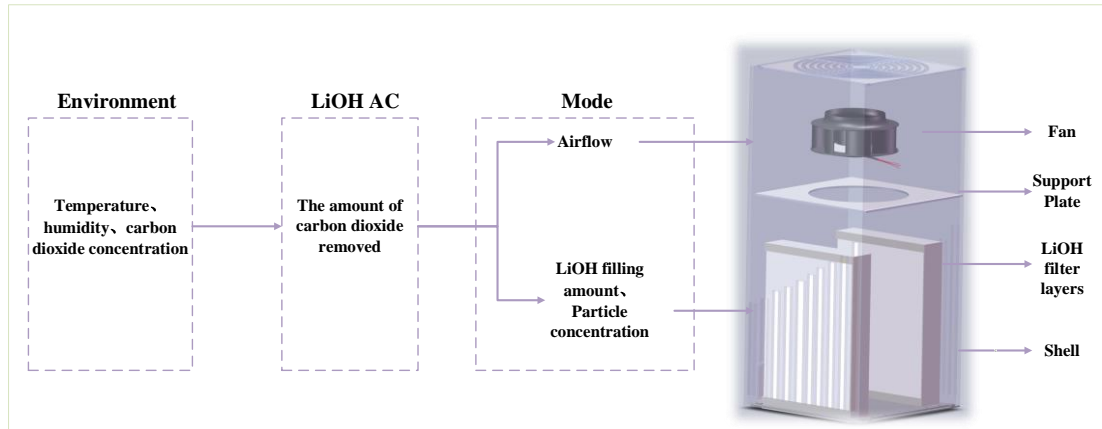 Environment
Temperature、
humidity、carbon
dioxide concentration
LiOH AC
The amount of
carbon dioxide
removed
Mode
Airflow
LiOH filling
amount、
Particle
concentration
Fan
Support
Plate
LiOH
filter
layers
Shell